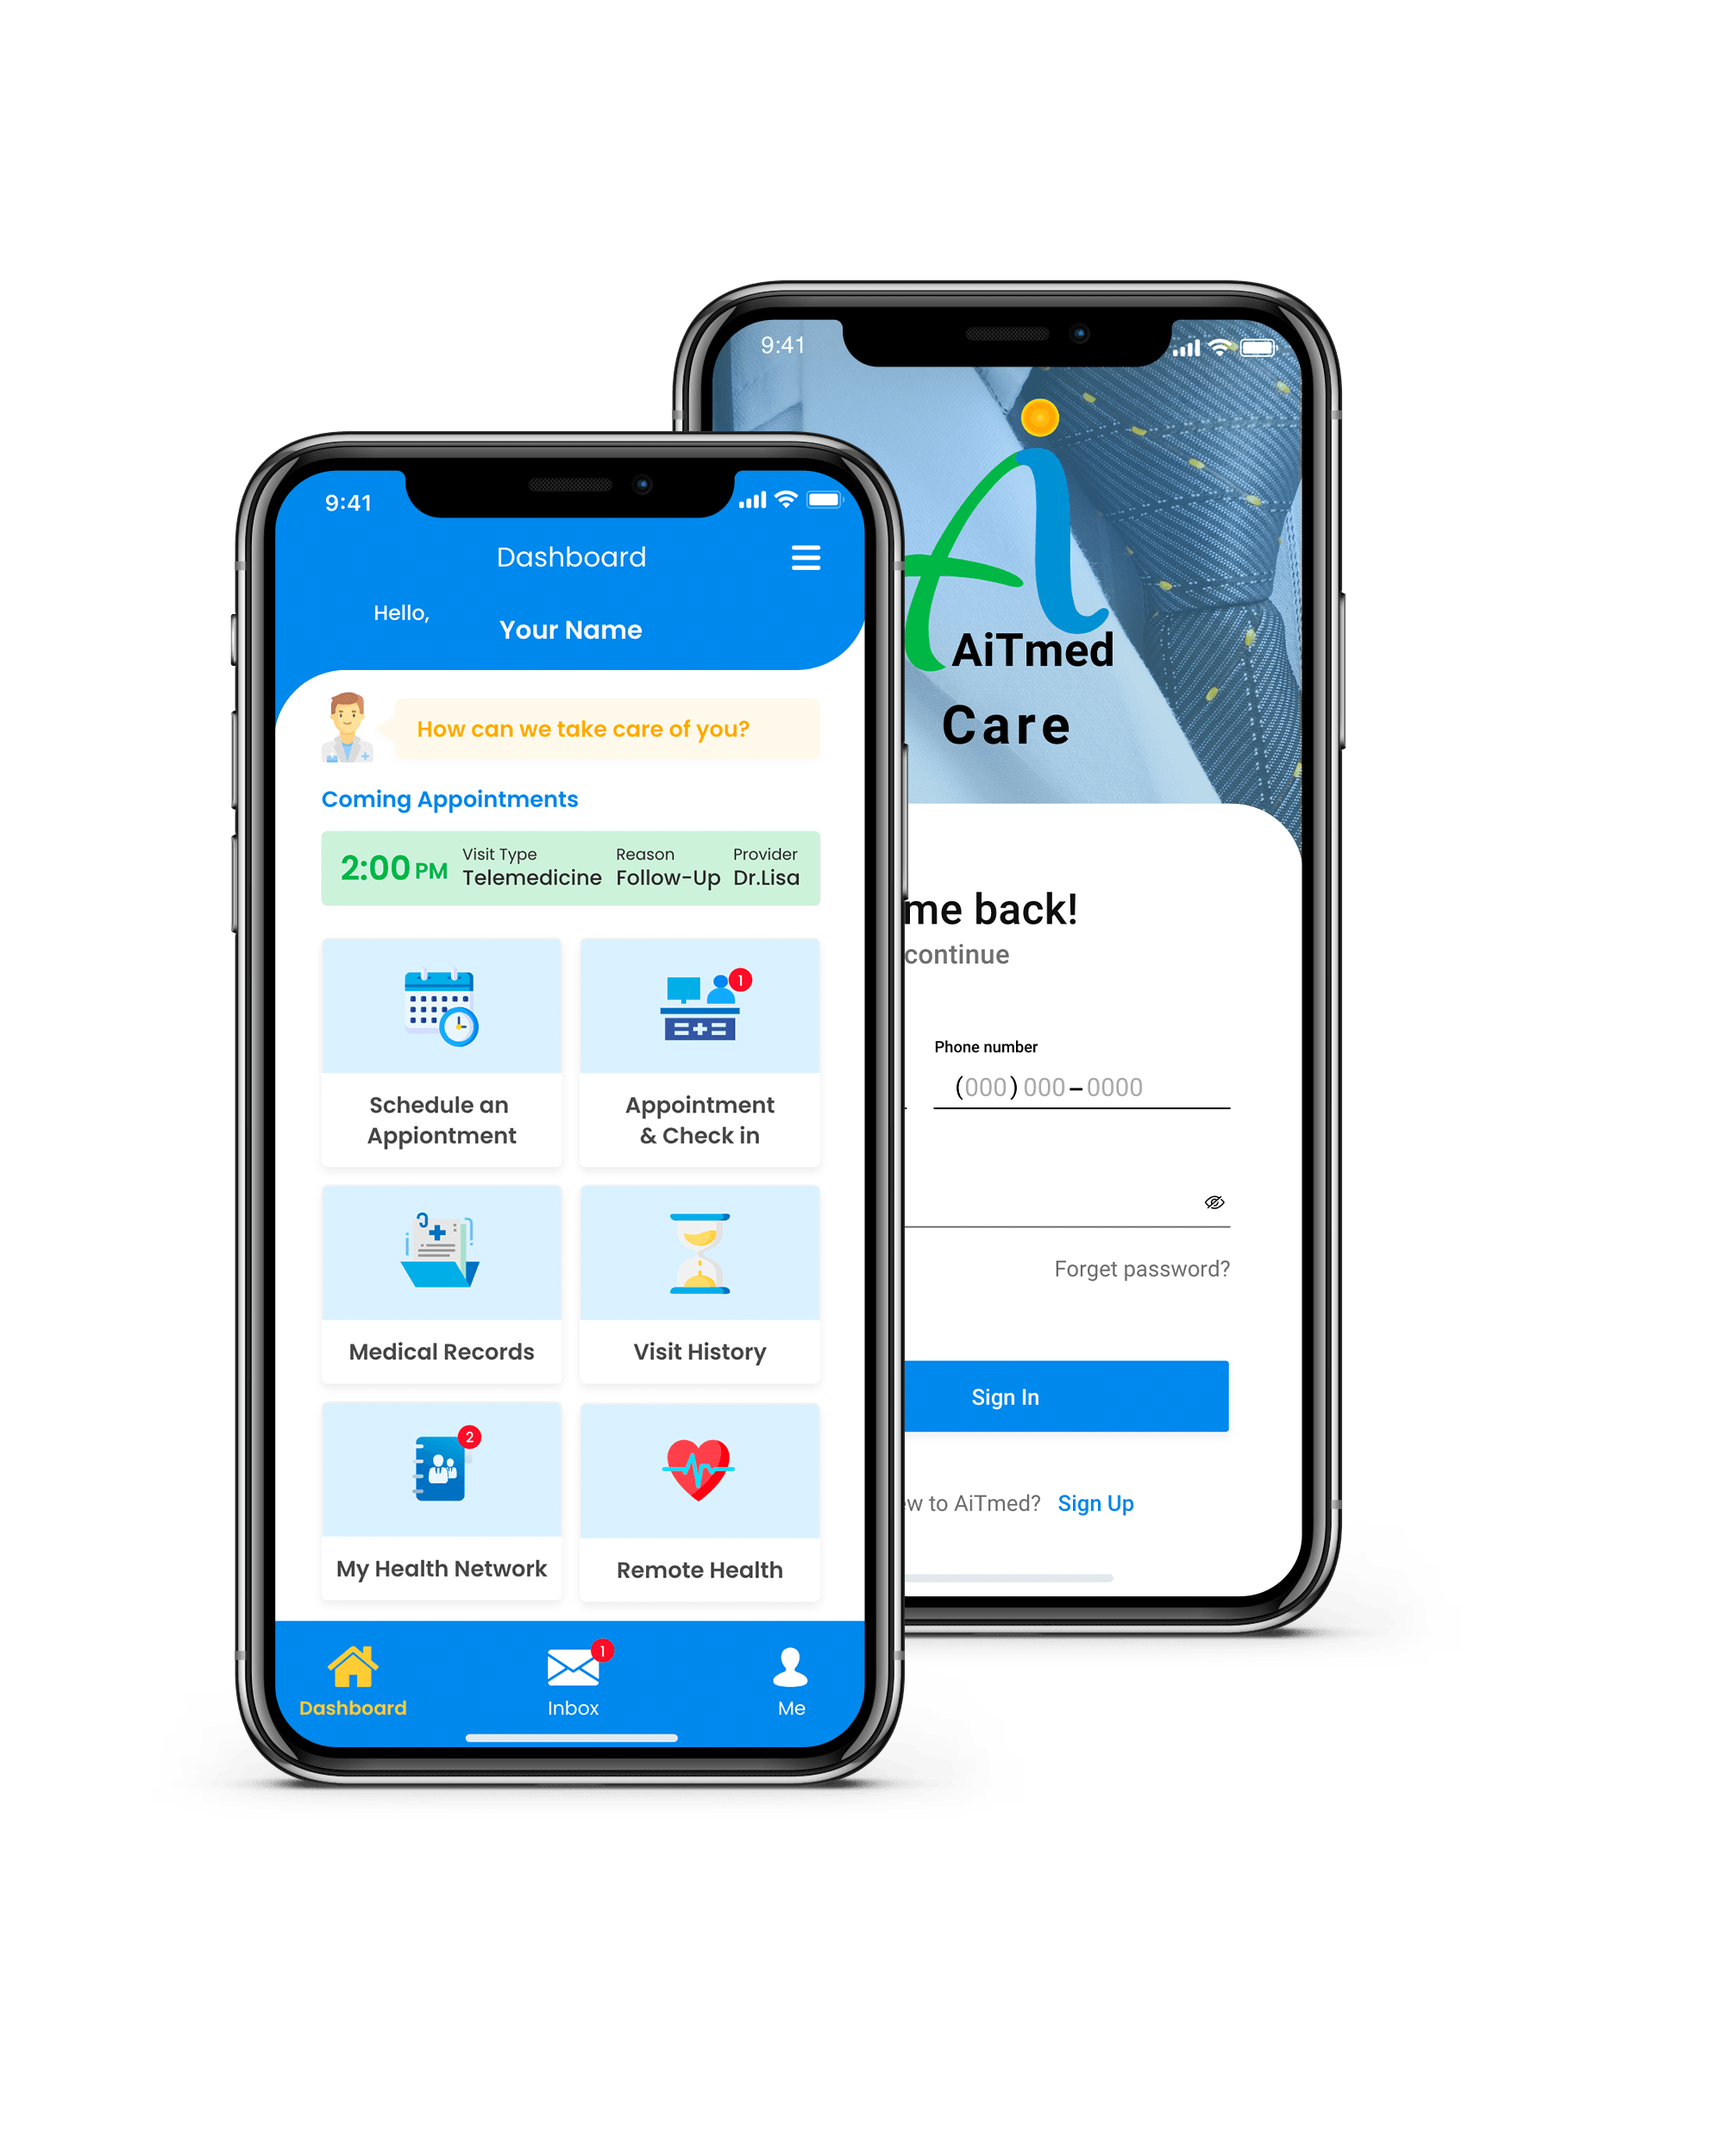 9:41
Dashboard
Hello,
Your Name
How can we take care of you?
Coming Appointments
2:00 PM
Visit Type Reason Provider
Telemedicine Follow-Up Dr.Lisa
1
Schedule an
Appiontment
Appointment
& Check in
Medical Records
Visit History
2
My Health Network
Remote Health
1
Dashboard
Inbox
Me
9:41
AiTmed
Care
me back!
continue
Phone number
(000) 000-0000
Forget password?
Sign In
ew to AiTmed? Sign Up